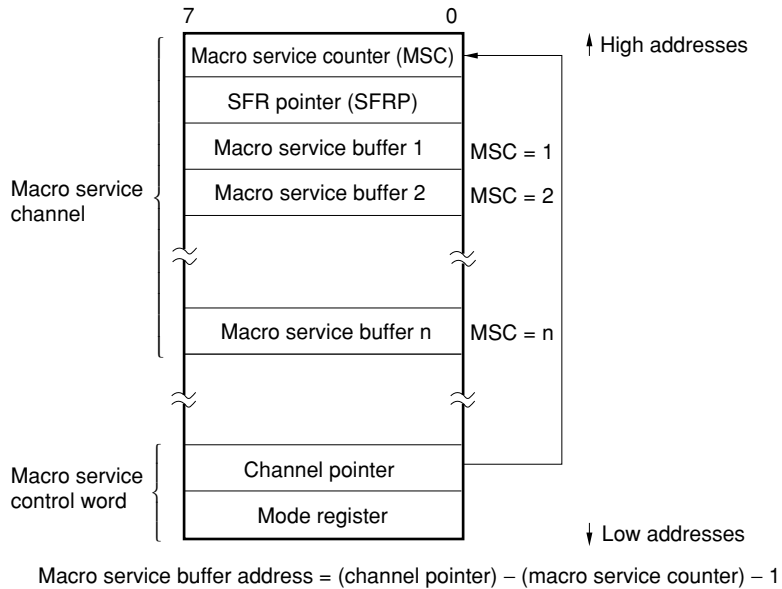 7 0
Macro service counter (MSC)
High addresses
SFR pointer (SFRP)
Macro service buffer 1
MSC = 1
Macro service
channel
Macro service buffer 2
MSC = 2
Macro service buffer n
MSC = n
Macro service
control word
Channel pointer
Mode register
Low addresses
Macro service buffer address = (channel pointer) – (macro service counter) – 1